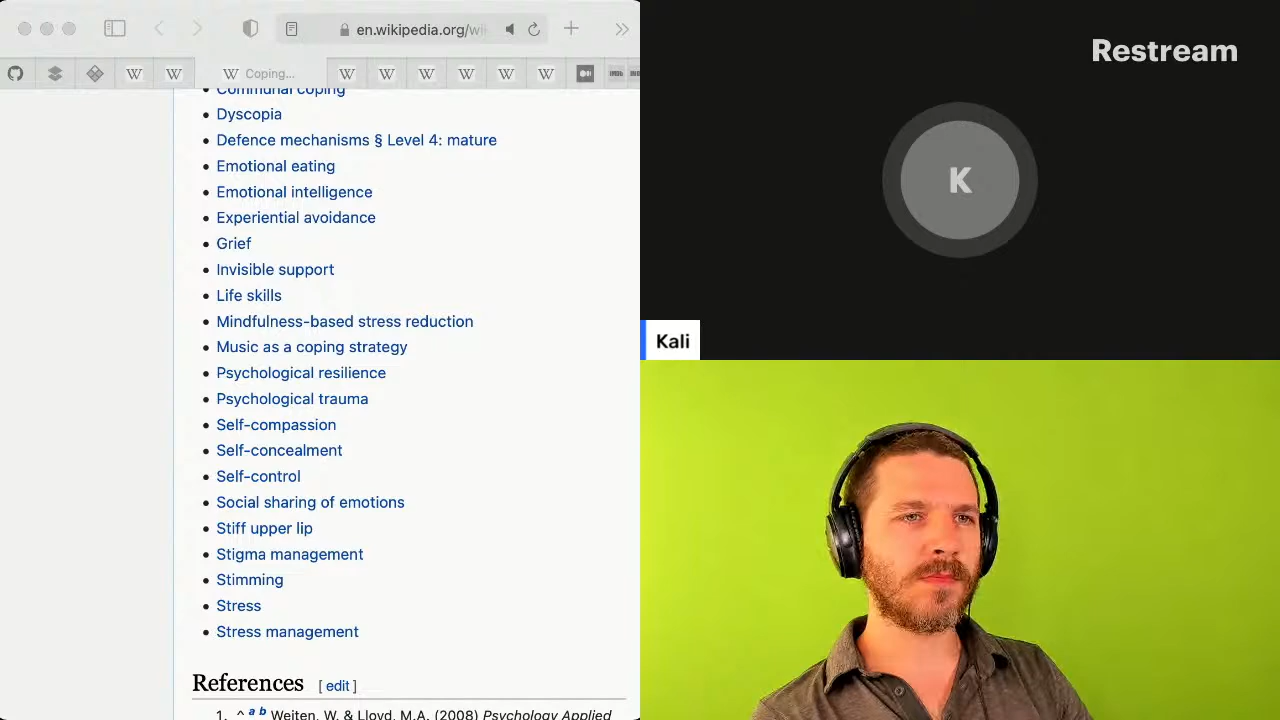 en.wikipedia.org/wi
Coping...
Communal coping
Dyscopia
Defence mechanisms § Level 4: mature
Emotional eating
Emotional intelligence
Experiential avoidance
Grief
Invisible support
Life skills
Mindfulness-based stress reduction
Music as a coping strategy
Psychological resilience
Psychological trauma
Self-compassion
Self-concealment
Self-control
Social sharing of emotions
Stiff upper lip
Stigma management
Stimming
Stress
Stress management
References [ edit ]
1. ^ a b Weiten, W. & Lloyd, M.A. (2008) Psychology Applied
Restream
K
Kali